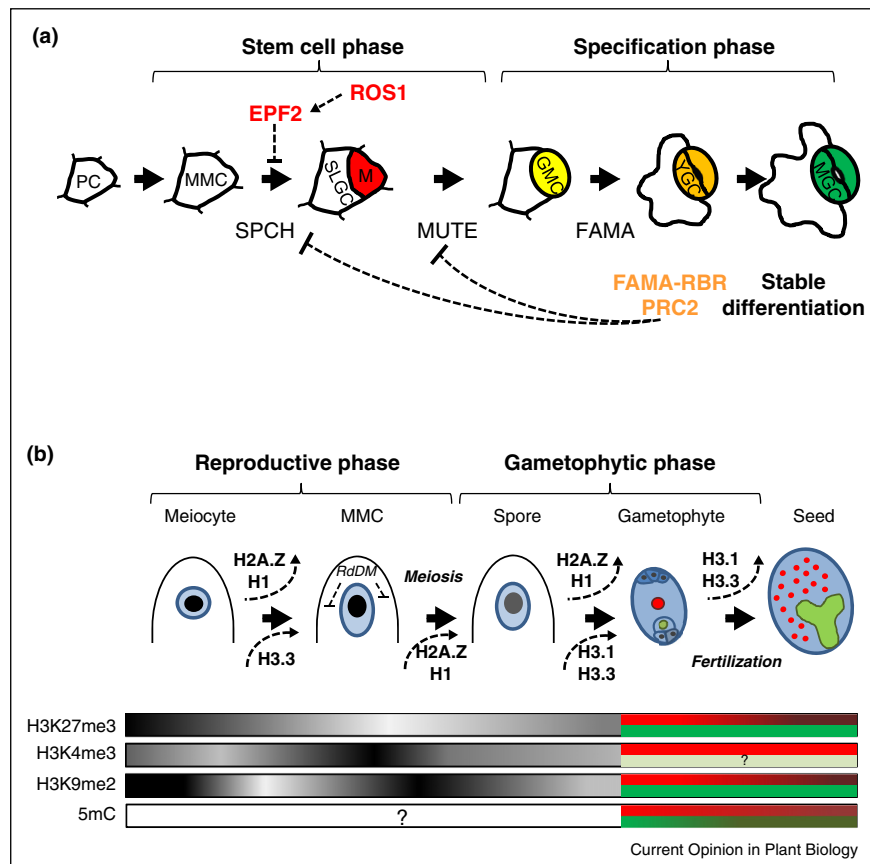 (a)
Stem cell phase
Specification phase
ROS1
EPF2
PC
MMC
SLGC
M
GMC
YGC
MGC
SPCH
MUTE
FAMA
FAMA-RBR
PRC2
Stable
differentiation
(b)
Reproductive phase
Gametophytic phase
Meiocyte
MMC
Spore
Gametophyte
Seed
H2A.Z
H1
RdDM
Meiosis
H2A.Z
H1
H3.1
H3.3
H3.3
H2A.Z
H1
H3.1
H3.3
Fertilization
H3K27me3
H3K4me3
?
H3K9me2
5mC
?
Current Opinion in Plant Biology